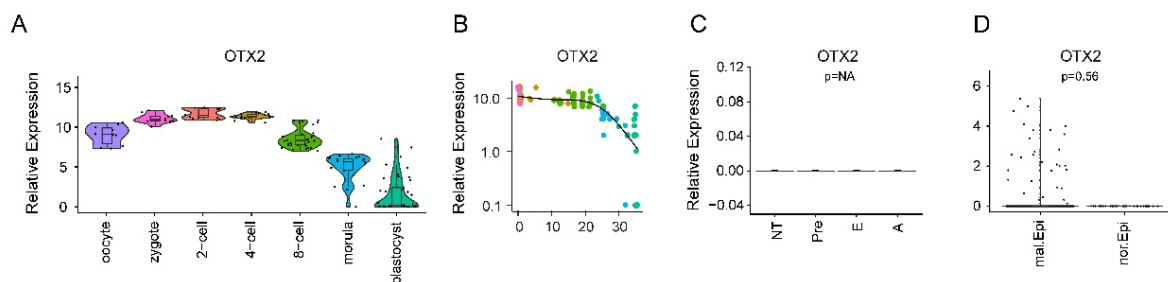 A
OTX2
Relative Expression
15
10
5
0
oocyte
zygote
2-cell
4-cell
8-cell
morula
blastocyst
B
OTX2
Relative Expression
10.0
1.0
0.1
0
10
20
30
C
OTX2
p=NA
Relative Expression
0.12
0.08
0.04
0.00
-0.04
NT
Pre
E
A
D
OTX2
p=0.56
Relative Expression
6
4
2
0
mal.Epi
nor.Epi